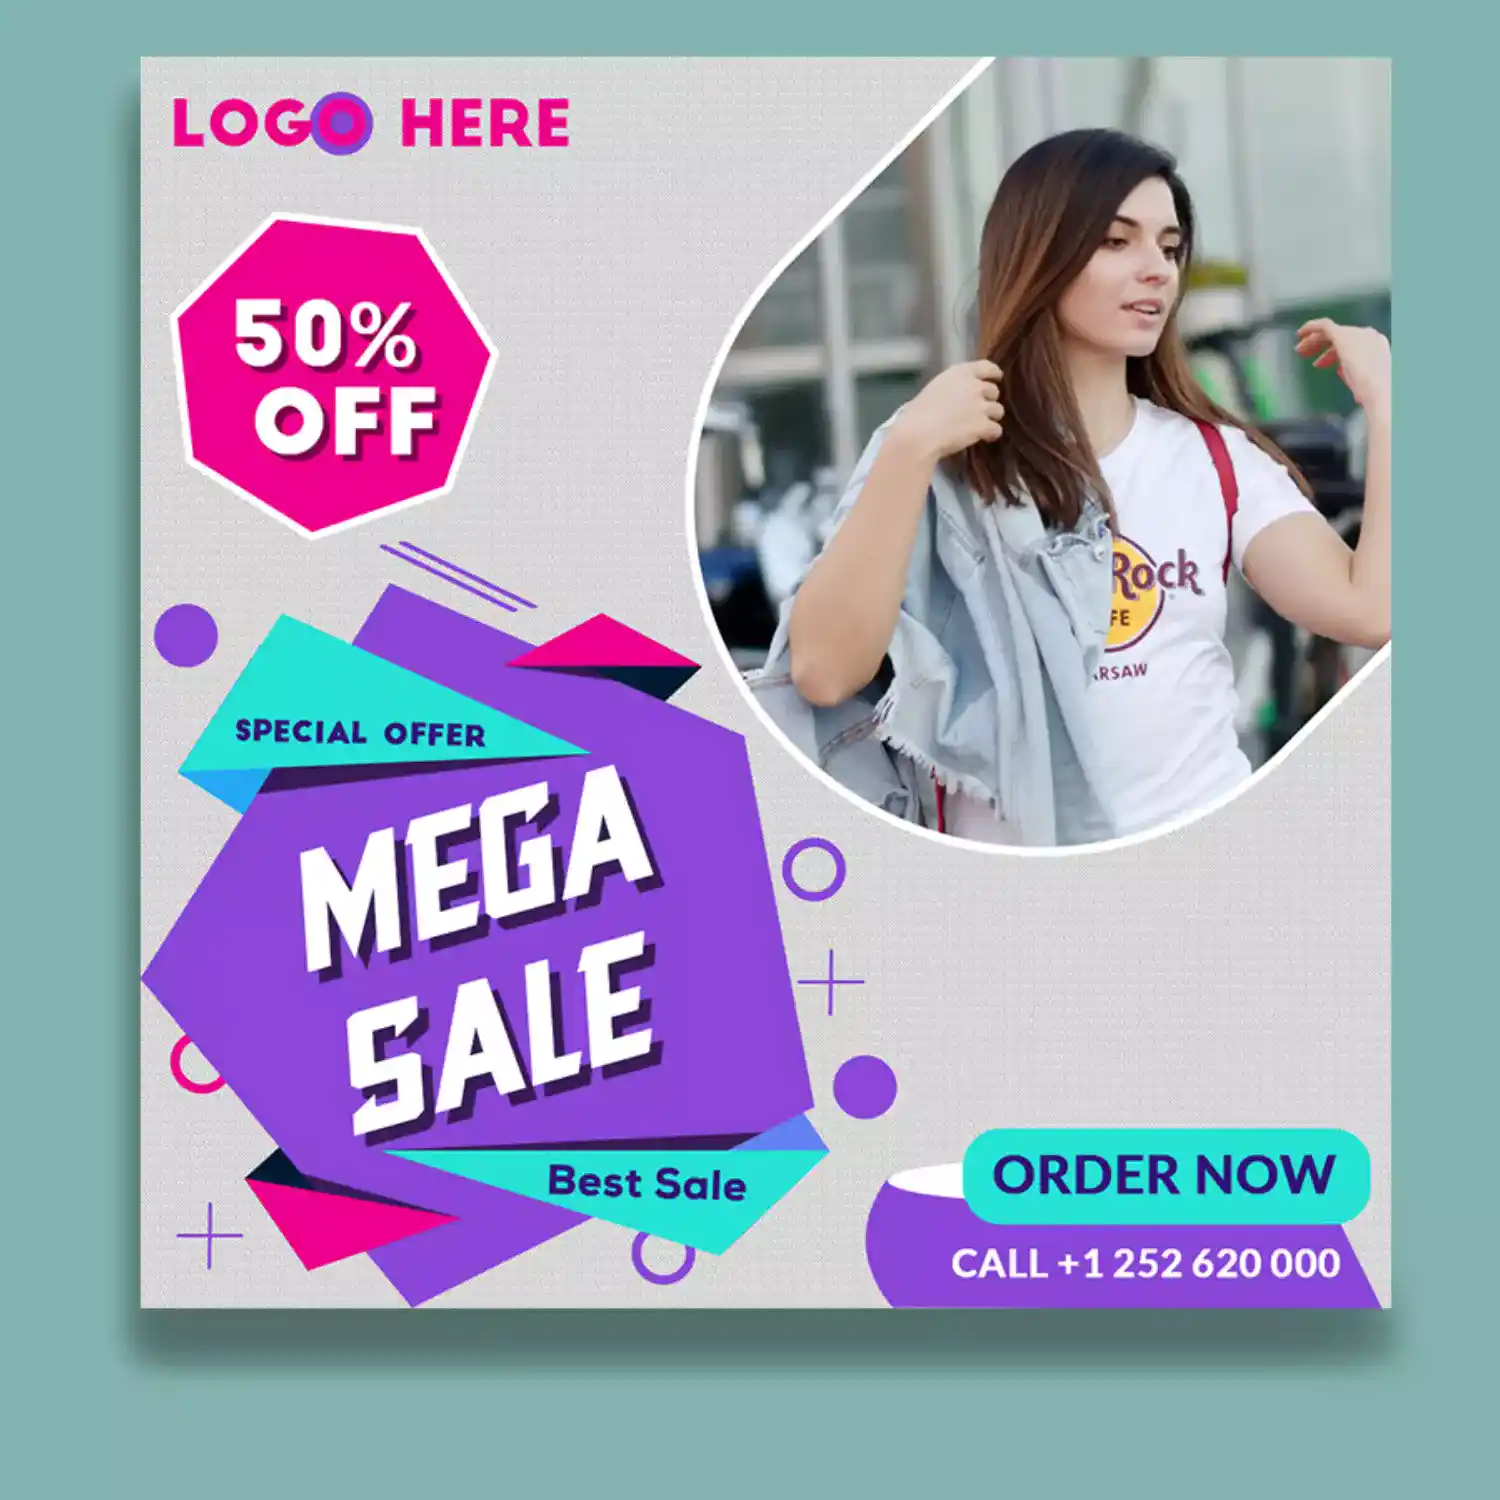 LOGO HERE
50%
OFF
SPECIAL OFFER
MEGA
SALE
Best Sale
Rock
FE
RSAW
ORDER NOW
CALL +1 252 620 000